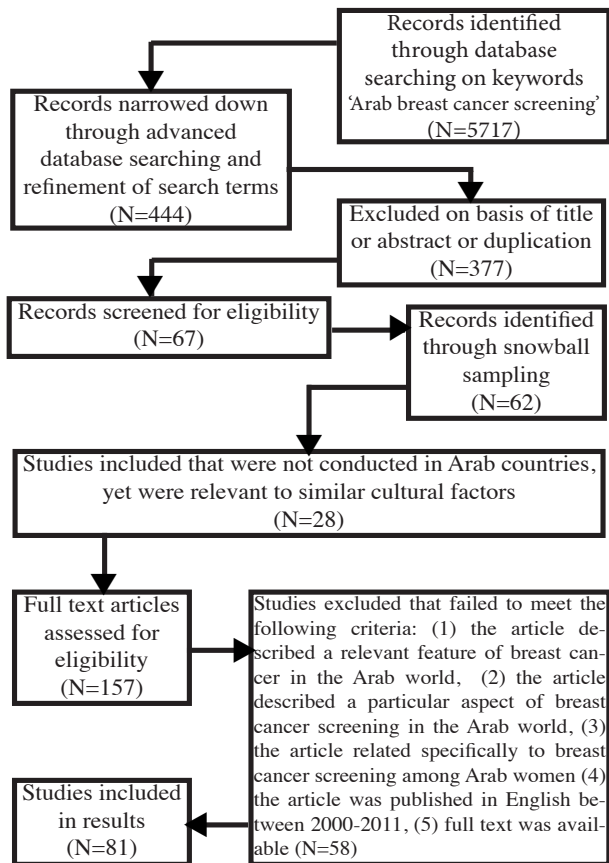 Records identified
through database
searching on keywords
‘Arab breast cancer screening’
(N=5717)
Records narrowed down
through advanced
database searching and
refinement of search terms
(N=444)
Excluded on basis of title
or abstract or duplication
(N=377)
Records screened for eligibility
(N=67)
Records identified
through snowball
sampling
(N=62)
Studies included that were not conducted in Arab countries,
yet were relevant to similar cultural factors
(N=28)
Full text articles
assessed for
eligibility
(N=157)
Studies excluded that failed to meet the
following criteria: (1) the article de-
scribed a relevant feature of breast can-
cer in the Arab world, (2) the article
described a particular aspect of breast
cancer screening in the Arab world, (3)
the article related specifically to breast
cancer screening among Arab women (4)
the article was published in English be-
tween 2000-2011, (5) full text was avail-
able (N=58)
Studies included
in results
(N=81)